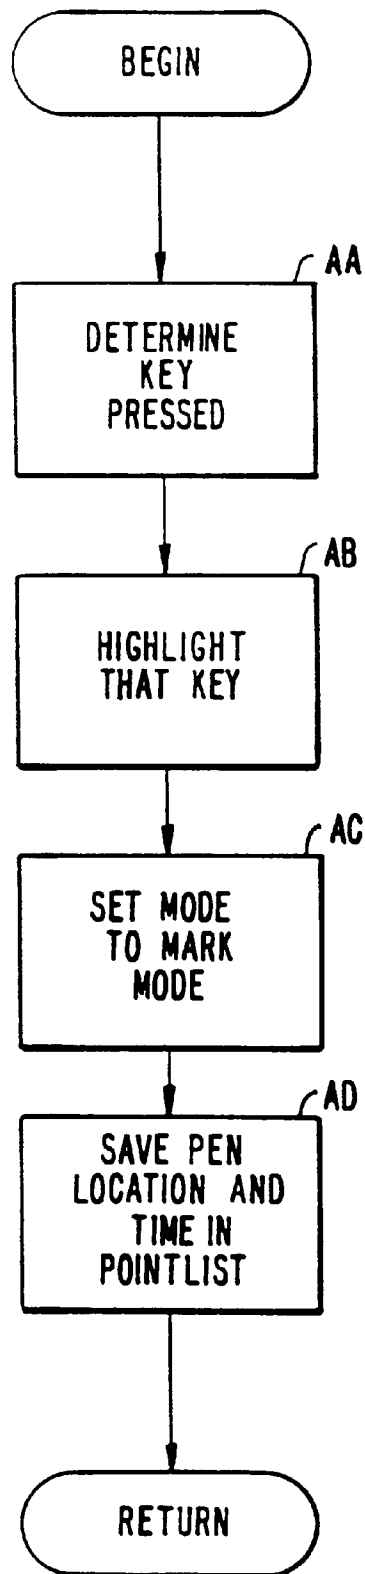 BEGIN
AA
DETERMINE
KEY
PRESSED
AB
HIGHLIGHT
THAT KEY
AC
SET MODE
TO MARK
MODE
AD
SAVE PEN
LOCATION AND
TIME IN
POINTLIST
RETURN